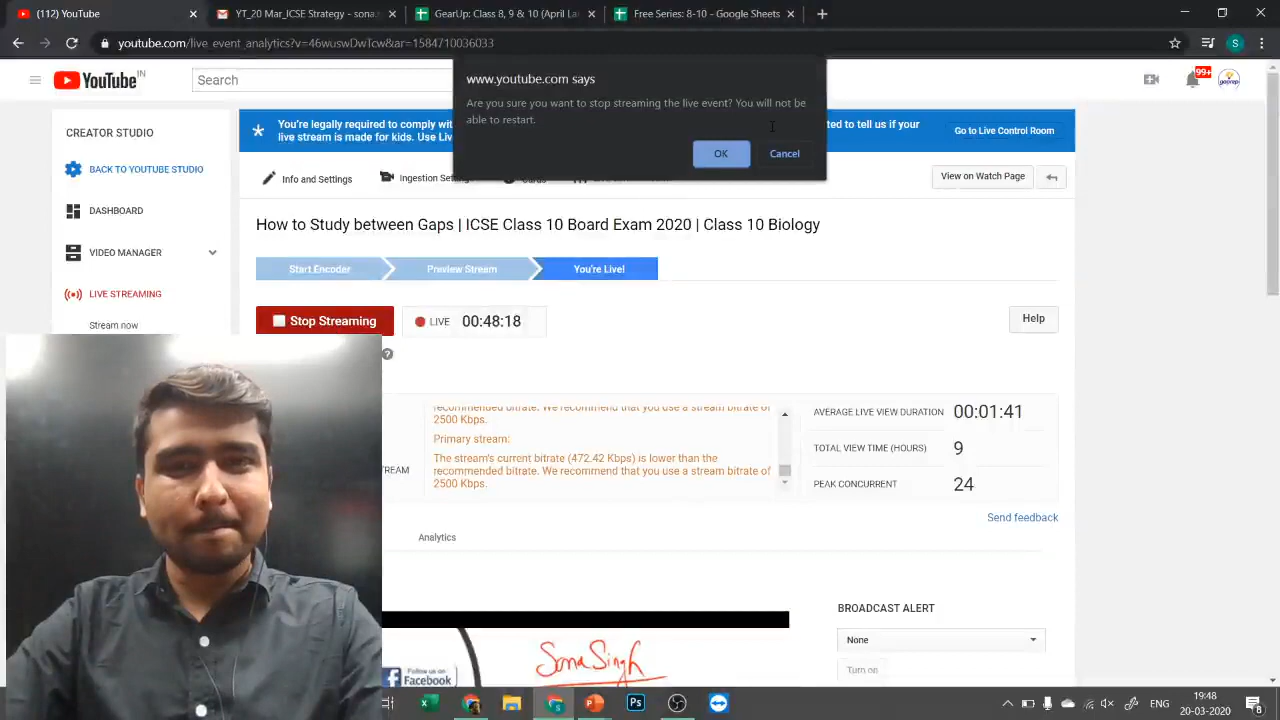 (12) YouTube
YT_20 Mar_ICSE Strategy - sona
GearUp: Class 8, 9 & 10_April La
Free Series 8-10 - Google Sheets
youtube.com/live_event_analytics?v=46wusDwTcw&ar=1584710036033
S
YouTube IN
Search
99+
www.youtube.com says
Are you sure you want to stop streaming the live event? You will not be
able to restart.
OK
Cancel
CREATOR STUDIO
You're legally required to comply wit
ted to tell us if your
live stream is made for kids. Use Liv
Go to Live Control Room
BACK TO YOUTUBE STUDIO
Info and Settings
Ingestion Setti
View on Watch Page
DASHBOARD
How to Study between Gaps | ICSE Class 10 Board Exam 2020 | Class 10 Biology
VIDEO MANAGER
Start Encoder
Preview Stream
You're Live!
LIVE STREAMING
Stream now
Stop Streaming
LIVE 00:48:18
Help
recommended bitrate. We recommend that you use a stream bitrate of
2500 Kbps.
Primary stream:
The stream's current bitrate (472.42 Kbps) is lower than the
recommended bitrate. We recommend that you use a stream bitrate of
2500 Kbps.
REAM
AVERAGE LIVE VIEW DURATION 00:01:41
TOTAL VIEW TIME (HOURS) 9
PEAK CONCURRENT 24
Send feedback
Analytics
BROADCAST ALERT
None
Turn on
Sona Singh
Follow us on
Facebook
ENG
19:48
20-03-2020
8